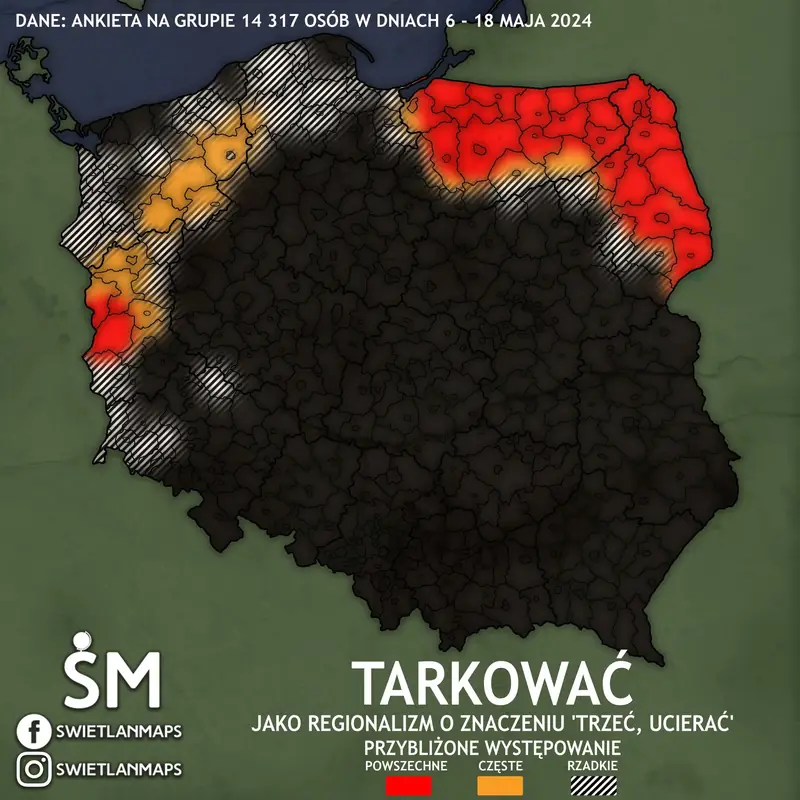 DANE: ANKIETA NA GRUPIE 14 317 OSÓB W DNIACH 6 - 18 MAJA 2024
ŚM
SWIETLANMAPS
SWIETLANMAPS
TARKOWAĆ
JAKO REGIONALIZM O ZNACZENIU 'TRZEĆ, UCIERAĆ'
PRZYBLIŻONE WYSTĘPOWANIE
POWSZECHNE CZĘSTE RZADKIE